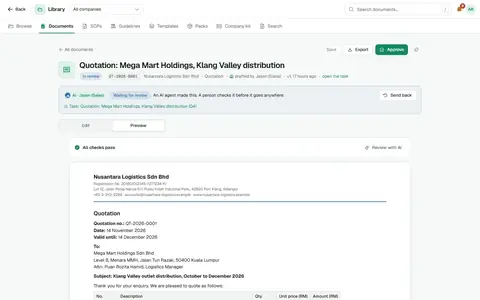 Back
Library
All companies
Search documents...
Browse
Documents
SOPs
Guidelines
Templates
Packs
Company kit
Search
All documents
Save
Export
Approve
Quotation: Mega Mart Holdings, Klang Valley distribution
In review
QT-2026-0001
Nusantara Logistics Sdn Bhd · Quotation
drafted by Jason (Sales)
v1, 17 hours ago · open the task
AI · Jason (Sales)
Waiting for review
An AI agent made this. A person checks it before it goes anywhere.
Send back
Task: Quotation: Mega Mart Holdings, Klang Valley distribution
Edit
Preview
All checks pass
Review with AI
Nusantara Logistics Sdn Bhd
Quotation
Quotation no.: QT-2026-0001
Date: 14 November 2026
Valid until: 14 December 2026
To:
Mega Mart Holdings Sdn Bhd
Level 8, Menara MMH, Jalan Tun Razak, 50400 Kuala Lumpur
Attn: Puan Rozita Hamid, Logistics Manager
Subject: Klang Valley outlet distribution, October to December 2026
Thank you for your enquiry. We are pleased to quote as follows:
No.
Description
Qty
Unit price (RM)
Amount (RM)